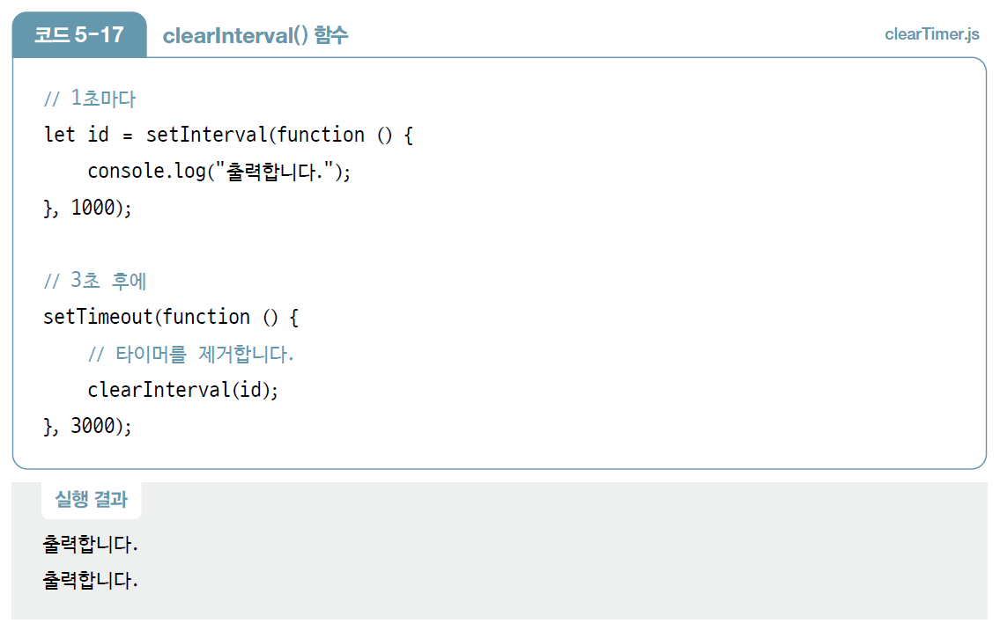 코드 5-17 clearInterval() 함수 clearTimer.js
// 1초마다
let id = setInterval(function () {
    console.log("출력합니다.");
}, 1000);
// 3초 후에
setTimeout(function () {
    // 타이머를 제거합니다.
    clearInterval(id);
}, 3000);
실행 결과
출력합니다.
출력합니다.